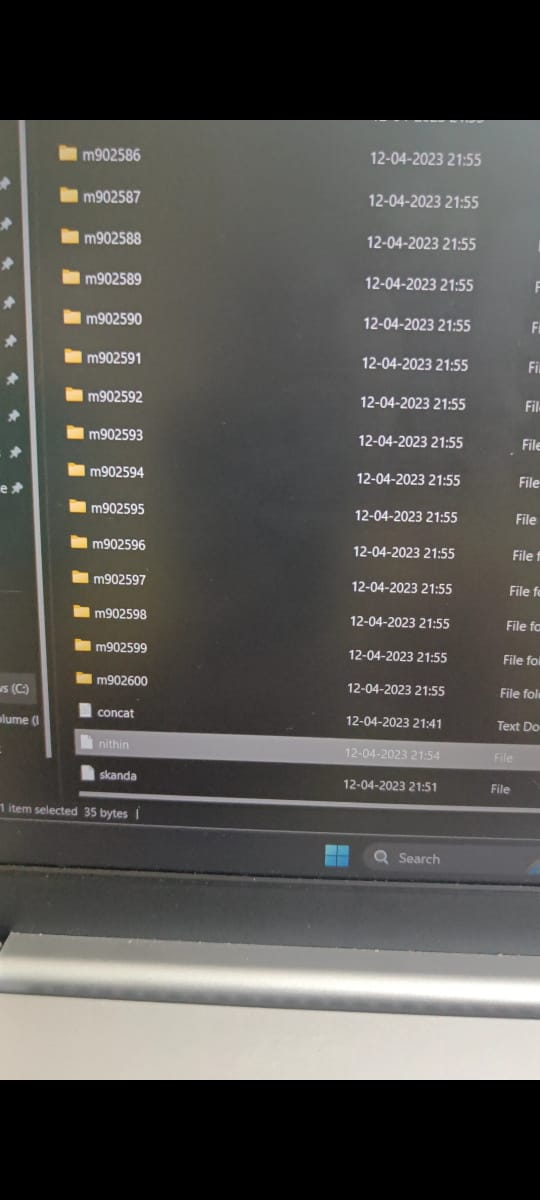 m902586 12-04-2023 21:55
m902587 12-04-2023 21:55
m902588 12-04-2023 21:55
m902589 12-04-2023 21:55
m902590 12-04-2023 21:55
m902591 12-04-2023 21:55
m902592 12-04-2023 21:55 Fil
m902593 12-04-2023 21:55 File
m902594 12-04-2023 21:55 File
m902595 12-04-2023 21:55 File
m902596 12-04-2023 21:55 File f
m902597 12-04-2023 21:55 File fo
m902598 12-04-2023 21:55 File fo
m902599 12-04-2023 21:55 File fol
m902600 12-04-2023 21:55 File fol
concat 12-04-2023 21:41 Text Do
nithin 12-04-2023 21:54 File
skanda 12-04-2023 21:51 File
vs (C:)
olume (
1 item selected 35 bytes
Search